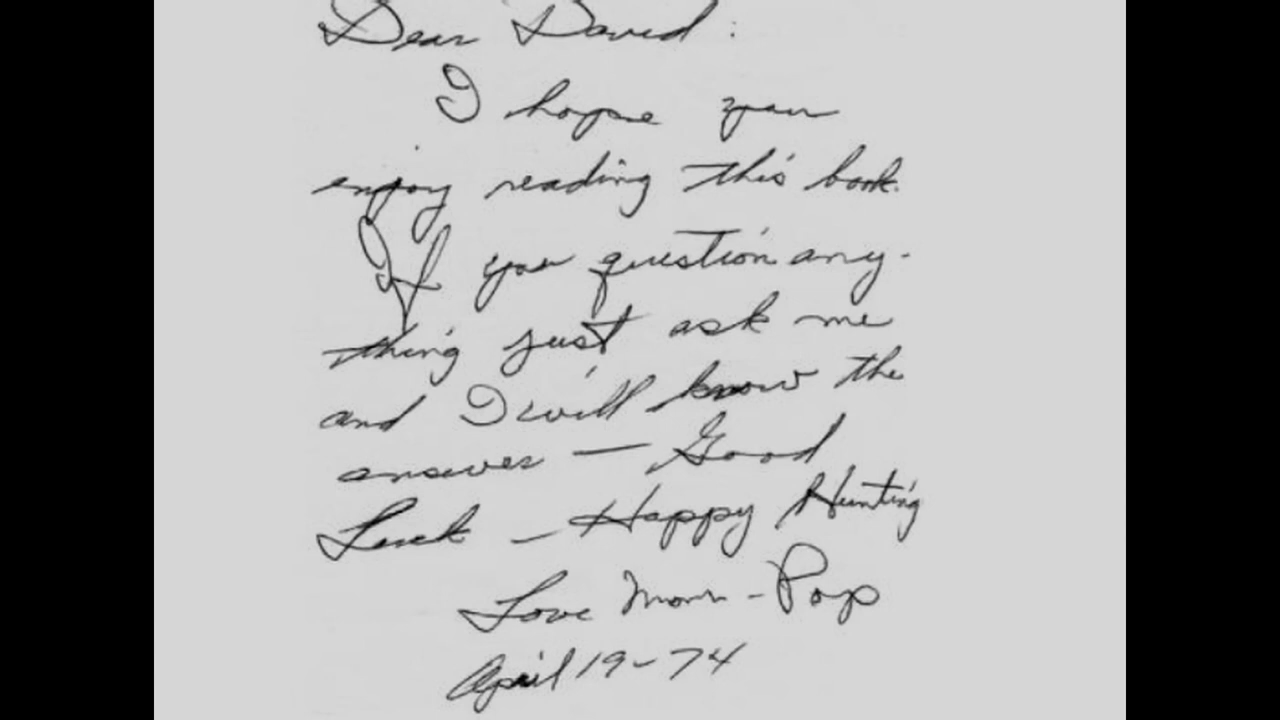 Dear David:
I hope you
enjoy reading this book.
If you question any-
thing just ask me
and I will know the
answer — Good
Luck – Happy Hunting
Love Mom - Pop
April 19-74